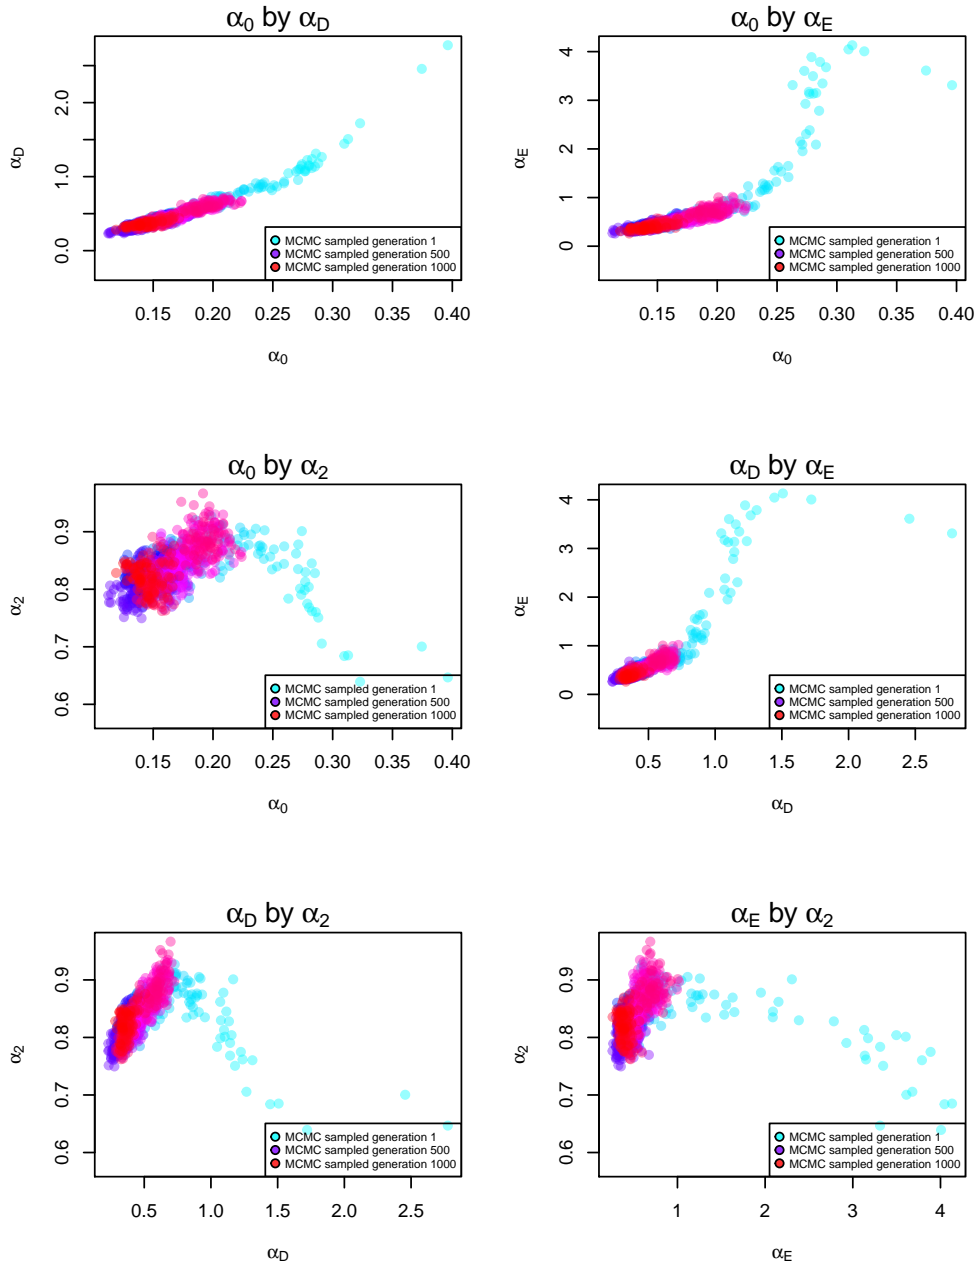 α0 by αD
αD
0.0 1.0 2.0
MCMC sampled generation 1
MCMC sampled generation 500
MCMC sampled generation 1000
0.15 0.20 0.25 0.30 0.35 0.40
α0
α0 by αE
αE
0 1 2 3 4
MCMC sampled generation 1
MCMC sampled generation 500
MCMC sampled generation 1000
0.15 0.20 0.25 0.30 0.35 0.40
α0
α0 by α2
α2
0.6 0.7 0.8 0.9
MCMC sampled generation 1
MCMC sampled generation 500
MCMC sampled generation 1000
0.15 0.20 0.25 0.30 0.35 0.40
α0
αD by αE
αE
0 1 2 3 4
MCMC sampled generation 1
MCMC sampled generation 500
MCMC sampled generation 1000
0.5 1.0 1.5 2.0 2.5
αD
αD by α2
α2
0.6 0.7 0.8 0.9
MCMC sampled generation 1
MCMC sampled generation 500
MCMC sampled generation 1000
0.5 1.0 1.5 2.0 2.5
αD
αE by α2
α2
0.6 0.7 0.8 0.9
MCMC sampled generation 1
MCMC sampled generation 500
MCMC sampled generation 1000
1 2 3 4
αE